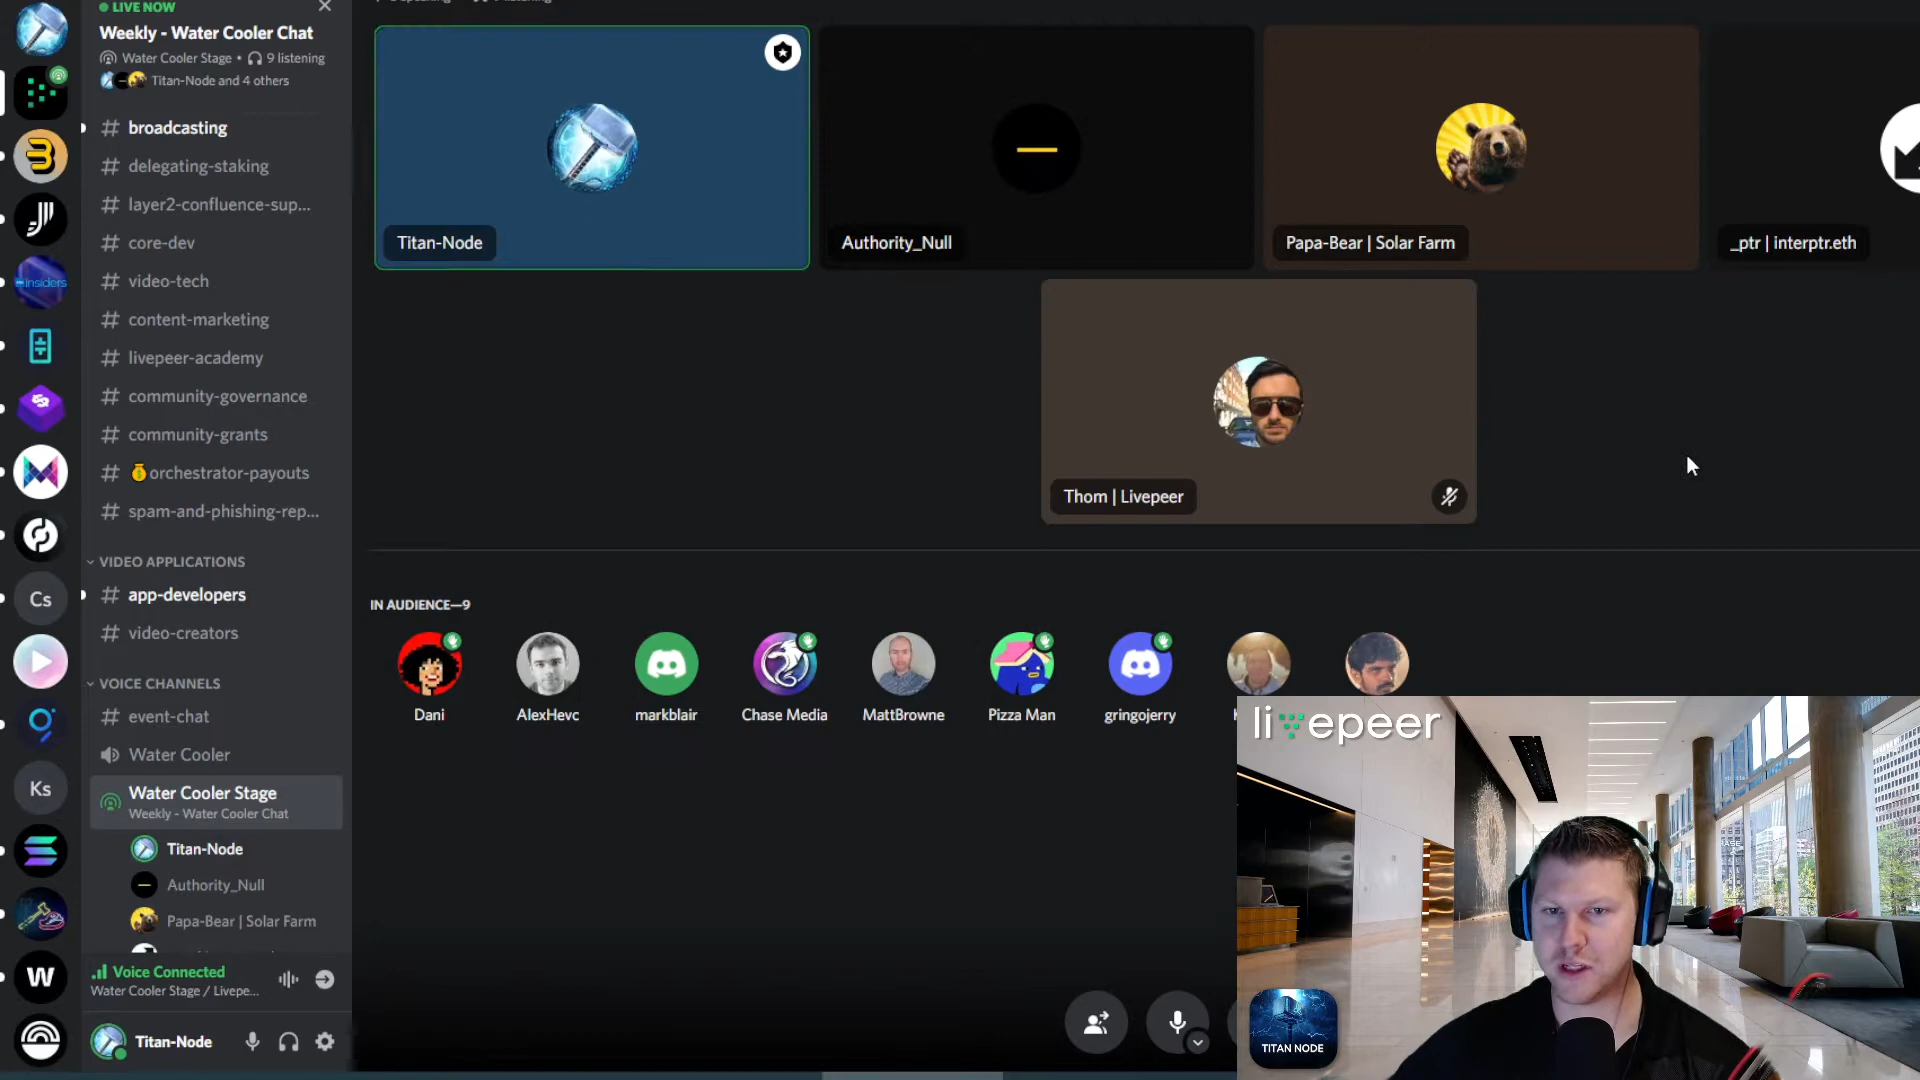 LIVE NOW
Weekly - Water Cooler Chat
Water Cooler Stage • 9 listening
Titan-Node and 4 others
# broadcasting
# delegating-staking
# layer2-confluence-sup...
# core-dev
# video-tech
# content-marketing
# livepeer-academy
# community-governance
# community-grants
# 💰orchestrator-payouts
# spam-and-phishing-rep...
VIDEO APPLICATIONS
# app-developers
# video-creators
VOICE CHANNELS
# event-chat
Water Cooler
Water Cooler Stage
Weekly - Water Cooler Chat
Titan-Node
Authority_Null
Papa-Bear | Solar Farm
Voice Connected
Water Cooler Stage / Livepe...
Titan-Node
insiders
Cs
Ks
W
Titan-Node
Authority_Null
Papa-Bear | Solar Farm
_ptr | interptr.eth
Thom | Livepeer
IN AUDIENCE—9
Dani
AlexHevc
markblair
Chase Media
MattBrowne
Pizza Man
gringojerry
livepeer
TITAN NODE